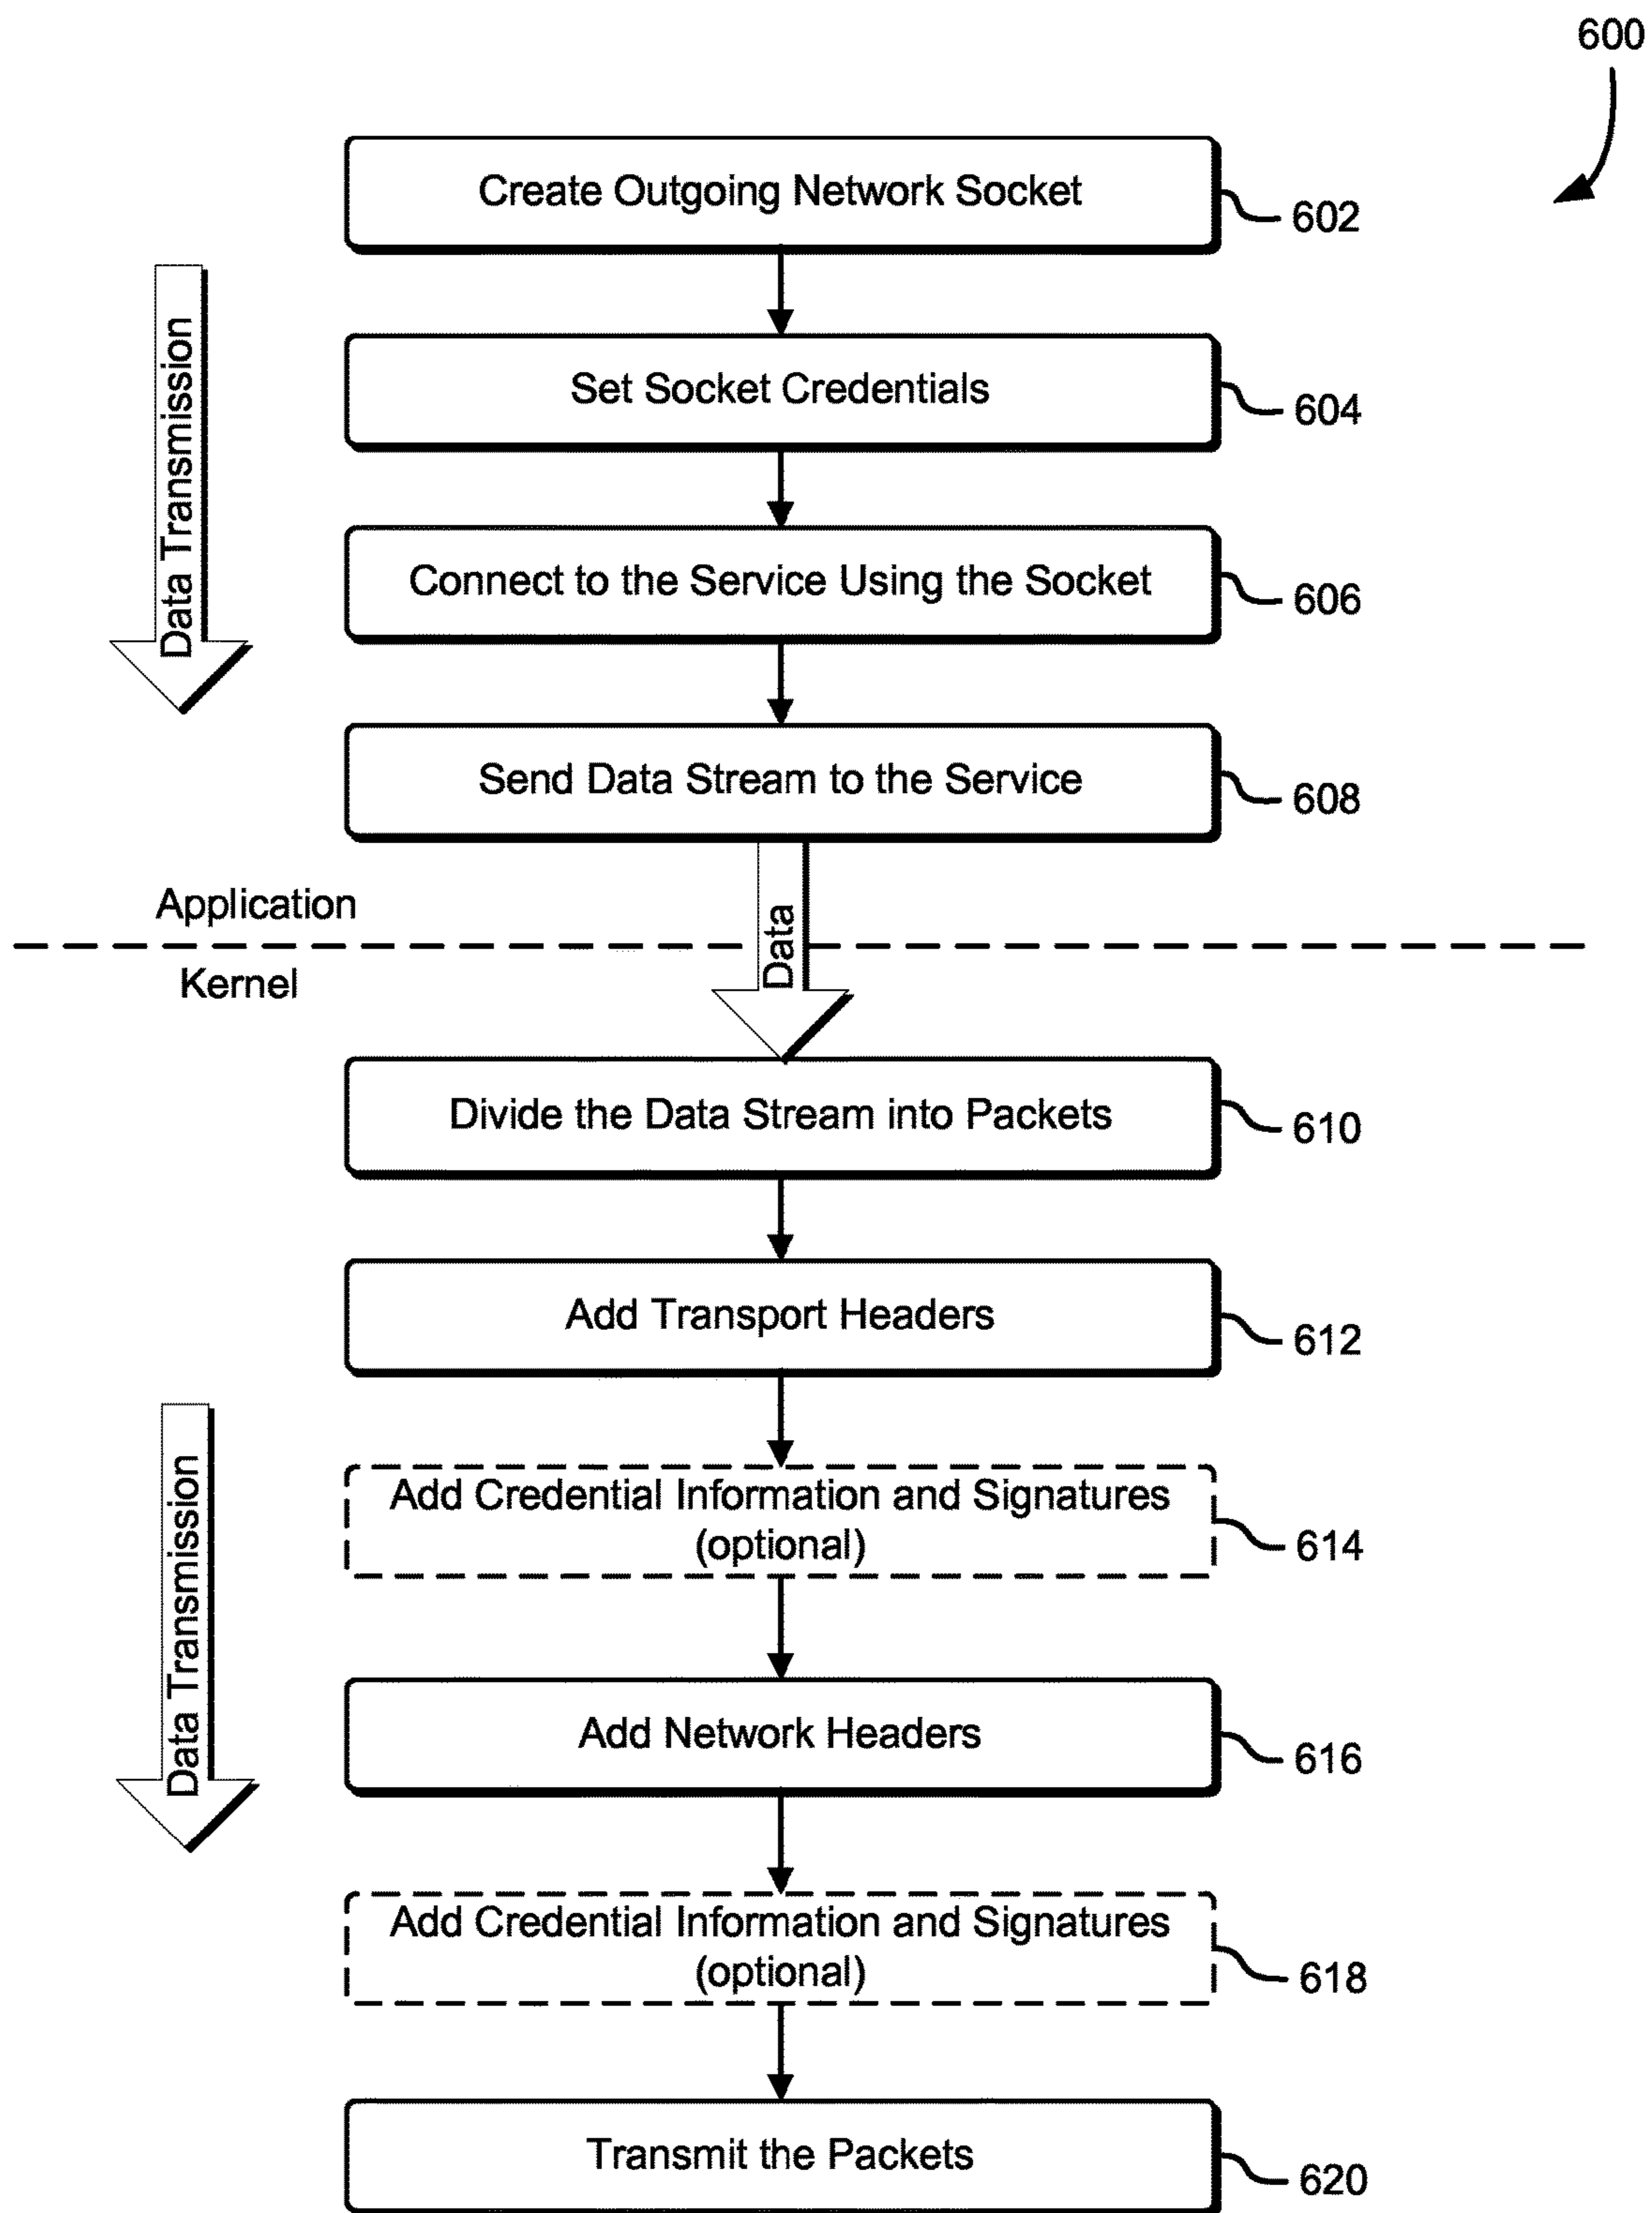 600
Create Outgoing Network Socket
602
Data Transmission
Set Socket Credentials
604
Connect to the Service Using the Socket
606
Send Data Stream to the Service
608
Application
Data
Kernel
Divide the Data Stream into Packets
610
Add Transport Headers
612
Data Transmission
Add Credential Information and Signatures
(optional)
614
Add Network Headers
616
Add Credential Information and Signatures
(optional)
618
Transmit the Packets
620